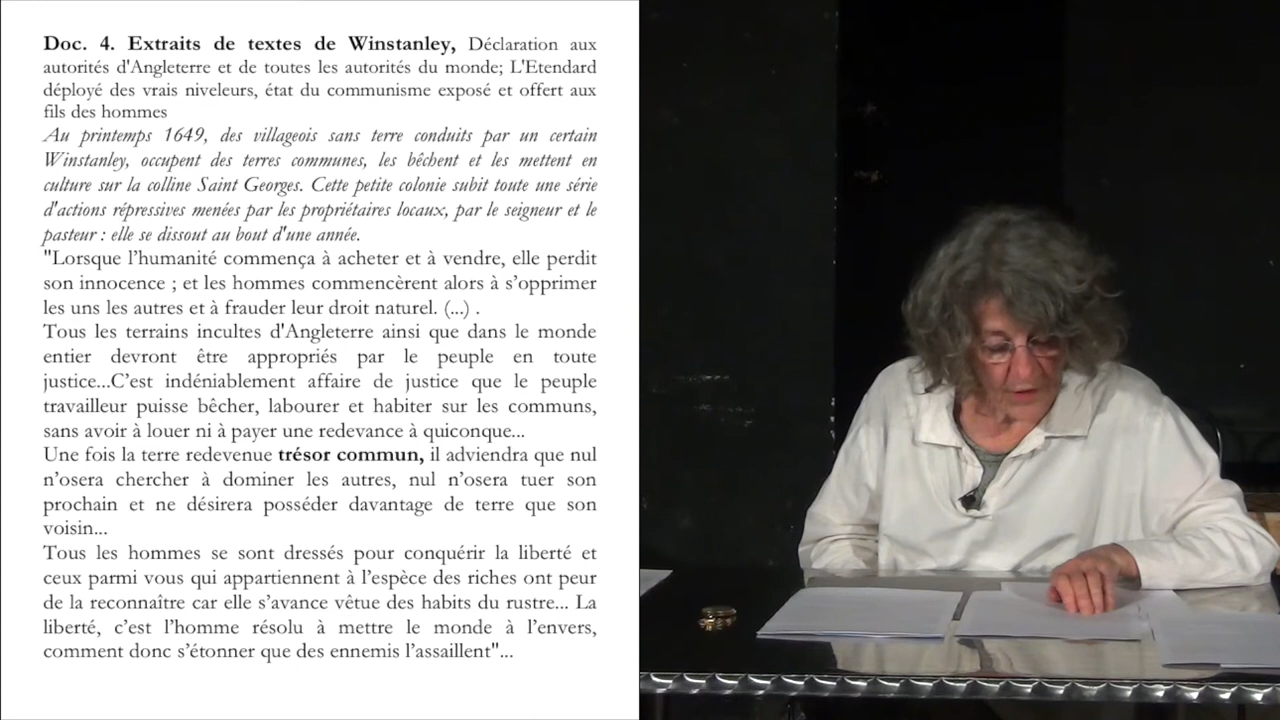 Doc. 4. Extraits de textes de Winstanley, Déclaration aux
autorités d'Angleterre et de toutes les autorités du monde; L'Etendard
déployé des vrais niveleurs, état du communisme exposé et offert aux
fils des hommes
Au printemps 1649, des villageois sans terre conduits par un certain
Winstanley, occupent des terres communes, les bêchent et les mettent en
culture sur la colline Saint Georges. Cette petite colonie subit toute une série
d'actions répressives menées par les propriétaires locaux, par le seigneur et le
pasteur : elle se dissout au bout d'une année.
"Lorsque l’humanité commença à acheter et à vendre, elle perdit
son innocence ; et les hommes commencèrent alors à s’opprimer
les uns les autres et à frauder leur droit naturel. (...) .
Tous les terrains incultes d'Angleterre ainsi que dans le monde
entier devront être appropriés par le peuple en toute
justice...C’est indéniablement affaire de justice que le peuple
travailleur puisse bêcher, labourer et habiter sur les communs,
sans avoir à louer ni à payer une redevance à quiconque...
Une fois la terre redevenue trésor commun, il adviendra que nul
n’osera chercher à dominer les autres, nul n’osera tuer son
prochain et ne désirera posséder davantage de terre que son
voisin...
Tous les hommes se sont dressés pour conquérir la liberté et
ceux parmi vous qui appartiennent à l’espèce des riches ont peur
de la reconnaître car elle s’avance vêtue des habits du rustre... La
liberté, c’est l’homme résolu à mettre le monde à l’envers,
comment donc s’étonner que des ennemis l’assaillent"...